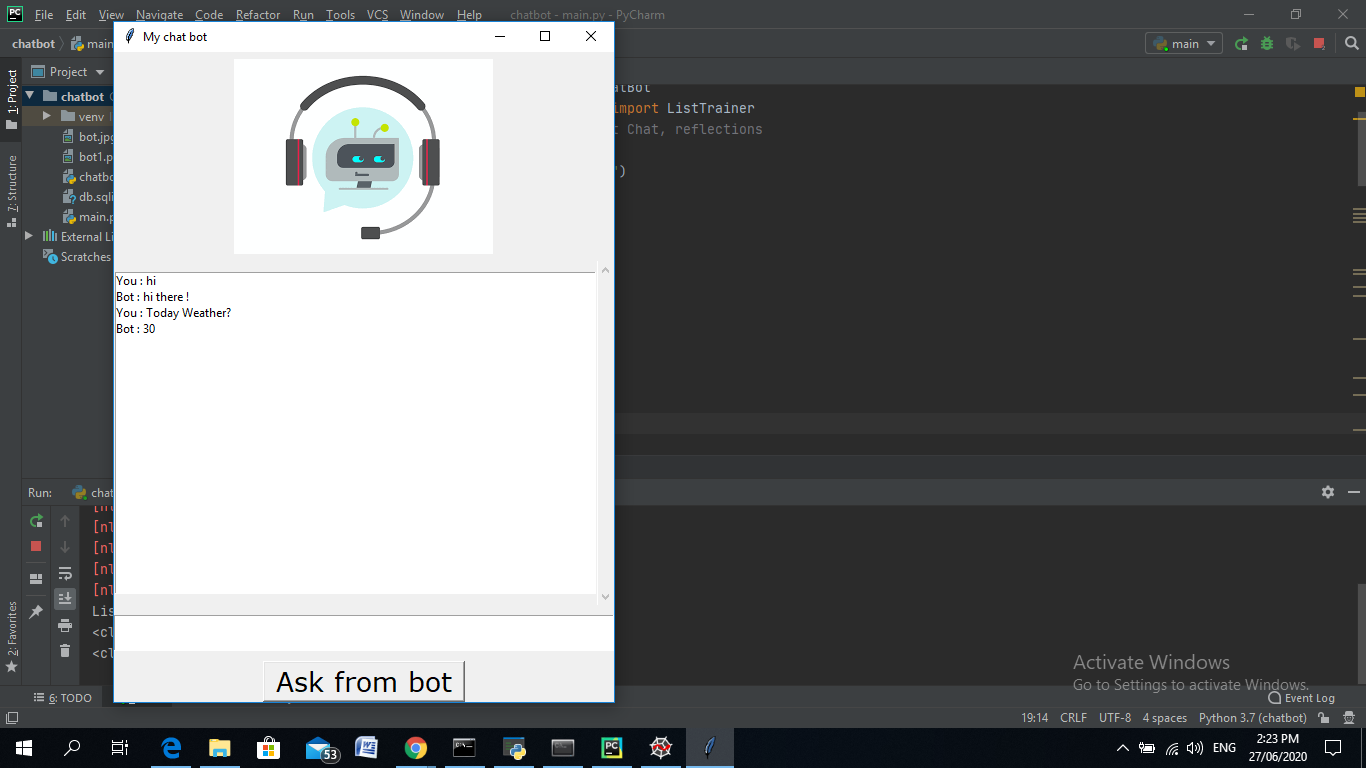 File Edit View Navigate Code Refactor Run Tools VCS Window Help chatbot - main.py - PyCharm
chatbot main
My chat bot
main
1: Project
Project
chatbot
venv
bot.jpg
bot1.p
chatbo
db.sqli
main.p
External Li
Scratches
7: Structure
2: Favorites
atBot
import ListTrainer
t Chat, reflections
")
You : hi
Bot : hi there !
You : Today Weather?
Bot : 30
Ask from bot
Run: chat
[nl
[nl
[nl
[nl
[nl
Lis
<cl
<cl
Activate Windows
Go to Settings to activate Windows.
6: TODO
Event Log
19:14 CRLF UTF-8 4 spaces Python 3.7 (chatbot)
53
ENG
2:23 PM
27/06/2020